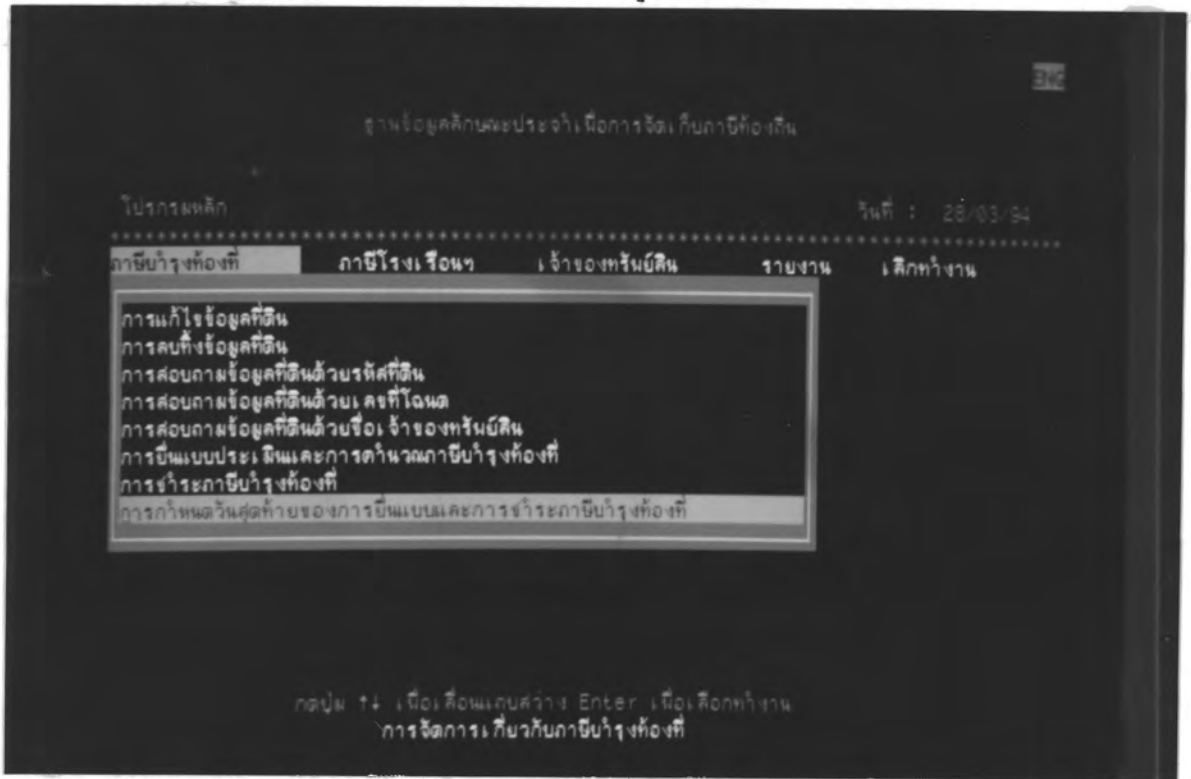 ENG
ฐานข้อมูลลักษณะประจำเพื่อการจัดเก็บภาษีท้องถิ่น
โปรแกรมหลัก วันที่ : 28/03/94
ภาษีบำรุงท้องที่ ภาษีโรงเรือนฯ เจ้าของทรัพย์สิน รายงาน เลิกทำงาน
การแก้ไขข้อมูลที่ดิน
การลบทิ้งข้อมูลที่ดิน
การสอบถามข้อมูลที่ดินด้วยรหัสที่ดิน
การสอบถามข้อมูลที่ดินด้วยเลขที่โฉนด
การสอบถามข้อมูลที่ดินด้วยชื่อเจ้าของทรัพย์สิน
การยื่นแบบประเมินและการคำนวณภาษีบำรุงท้องที่
การชำระภาษีบำรุงท้องที่
การกำหนดวันสุดท้ายของการยื่นแบบและการชำระภาษีบำรุงท้องที่
กดปุ่ม ↑↓ เพื่อเลื่อนแถบสว่าง Enter เพื่อเลือกทำงาน
การจัดการเกี่ยวกับภาษีบำรุงท้องที่